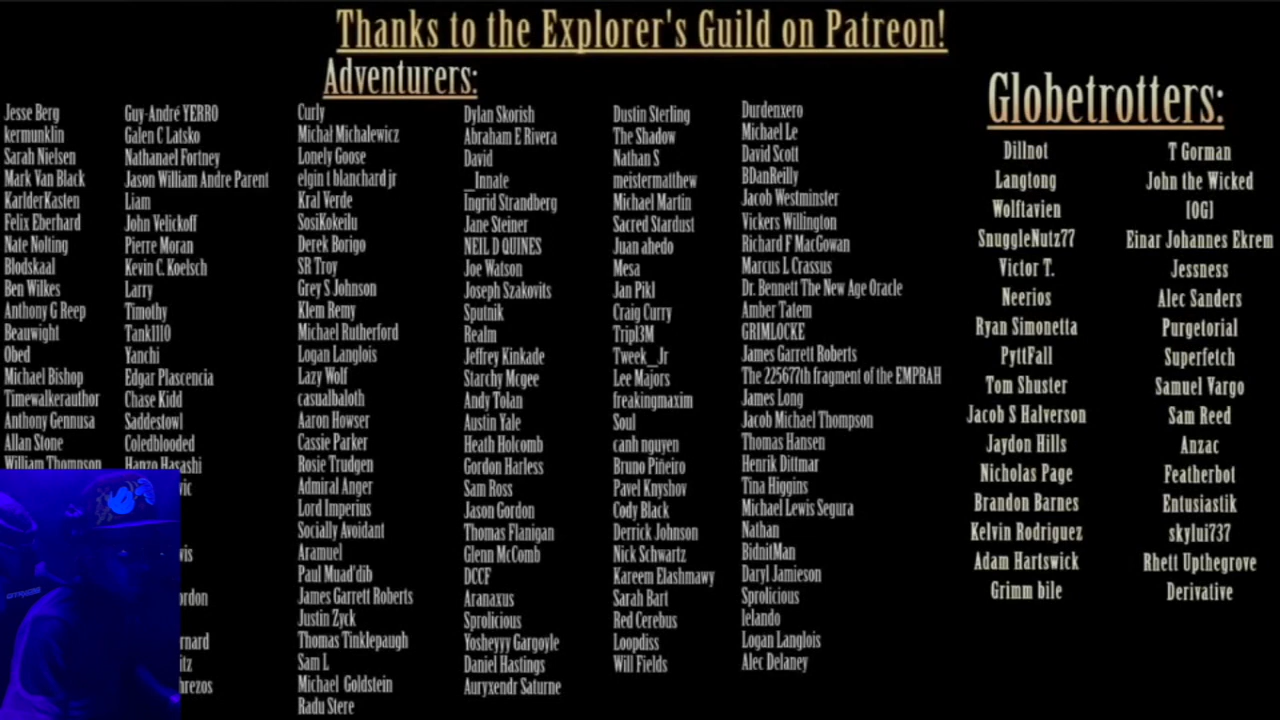 Thanks to the Explorer's Guild on Patreon!
Adventurers:
Jesse Berg
kermunklin
Sarah Nielsen
Mark Van Black
KarlderKasten
Felix Eberhard
Nate Nolting
Blodskaal
Ben Wilkes
Anthony G Reep
Beauwight
Obed
Michael Bishop
Timewalkerauthor
Anthony Gennusa
Allan Stone
William Thompson
Guy-André YERRO
Galen C Latsko
Nathanael Fortney
Jason William Andre Parent
Liam
John Velickoff
Pierre Moran
Kevin C. Koelsch
Larry
Timothy
Tank1110
Yanchi
Edgar Plascencia
Chase Kidd
Saddestowl
Coledblooded
Hanzo Hasashi
Curly
Michał Michalewicz
Lonely Goose
elgin t blanchard jr
Kral Verde
SosiKokeilu
Derek Borigo
SR Troy
Grey S Johnson
Klem Remy
Michael Rutherford
Logan Langlois
Lazy Wolf
casualbaloth
Aaron Howser
Cassie Parker
Rosie Trudgen
Admiral Anger
Lord Imperius
Socially Avoidant
Aramuel
Paul Muad'dib
James Garrett Roberts
Justin Zyck
Thomas Tinklepaugh
Sam L
Michael Goldstein
Radu Stere
Dylan Skorish
Abraham E Rivera
David
_Innate
Ingrid Strandberg
Jane Steiner
NEIL D QUINES
Joe Watson
Joseph Szakovits
Sputnik
Realm
Jeffrey Kinkade
Starchy Mcgee
Andy Tolan
Austin Yale
Heath Holcomb
Gordon Harless
Sam Ross
Jason Gordon
Thomas Flanigan
Glenn McComb
DCCF
Aranaxus
Sprolicious
Yosheyyy Gargoyle
Daniel Hastings
Auryxendr Saturne
Dustin Sterling
The Shadow
Nathan S
meistermatthew
Michael Martin
Sacred Stardust
Juan ahedo
Mesa
Jan Pikl
Craig Curry
Tripl3M
Tweek_Jr
Lee Majors
freakingmaxim
Soul
canh nguyen
Bruno Piñeiro
Pavel Knyshov
Cody Black
Derrick Johnson
Nick Schwartz
Kareem Elashmawy
Sarah Bart
Red Cerebus
Loopdiss
Will Fields
Durdenxero
Michael Le
David Scott
BDanReilly
Jacob Westminster
Vickers Willington
Richard F MacGowan
Marcus L Crassus
Dr. Bennett The New Age Oracle
Amber Tatem
GRIMLOCKE
James Garrett Roberts
The 225677th fragment of the EMPRAH
James Long
Jacob Michael Thompson
Thomas Hansen
Henrik Dittmar
Tina Higgins
Michael Lewis Segura
Nathan
BidnitMan
Daryl Jamieson
Sprolicious
lelando
Logan Langlois
Alec Delaney
Globetrotters:
Dillnot
Langtong
Wolftavien
SnuggleNutz77
Victor T.
Neerios
Ryan Simonetta
PyttFall
Tom Shuster
Jacob S Halverson
Jaydon Hills
Nicholas Page
Brandon Barnes
Kelvin Rodriguez
Adam Hartswick
Grimm bile
T Gorman
John the Wicked
[OG]
Einar Johannes Ekrem
Jessness
Alec Sanders
Purgetorial
Superfetch
Samuel Vargo
Sam Reed
Anzac
Featherbot
Entusiastik
skylui737
Rhett Upthegrove
Derivative